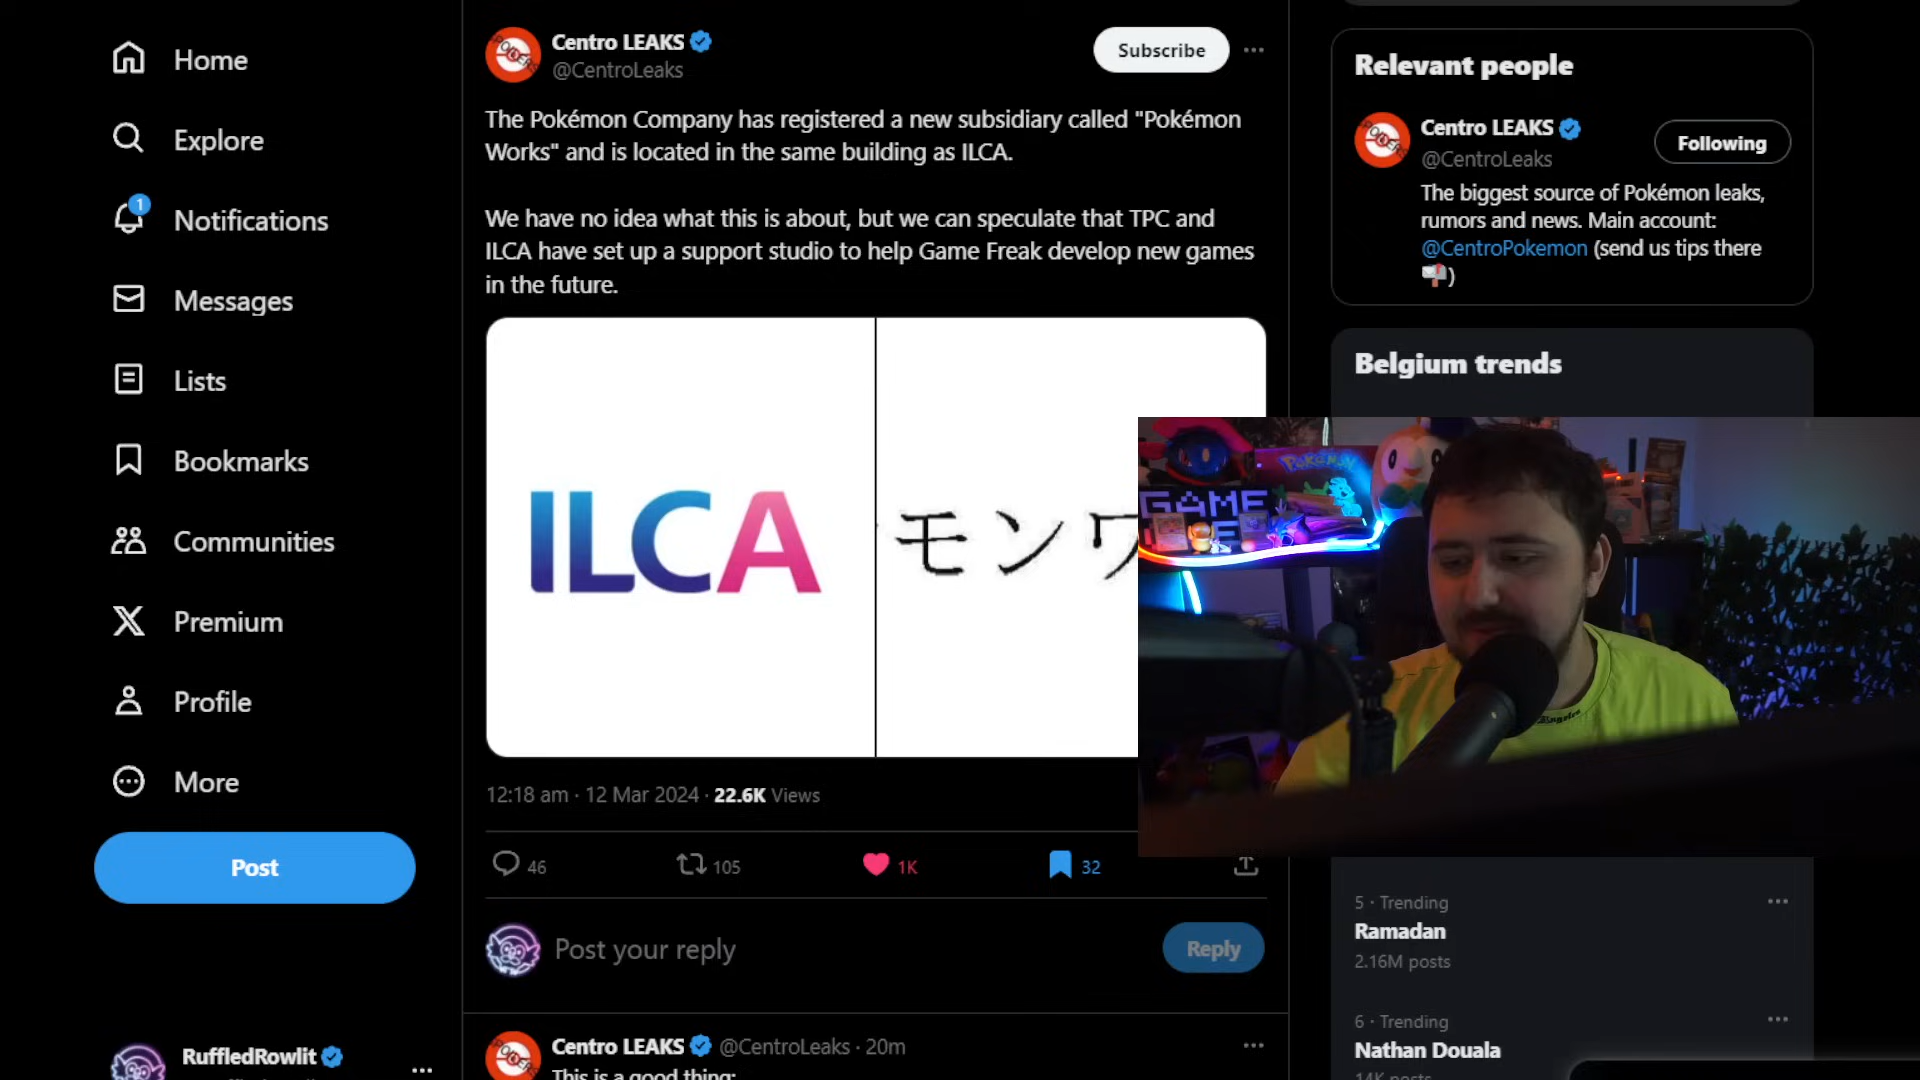 Home
Explore
1
Notifications
Messages
Lists
Bookmarks
Communities
Premium
Profile
More
Post
RuffledRowlit
Centro LEAKS
@CentroLeaks
Subscribe
The Pokémon Company has registered a new subsidiary called "Pokémon
Works" and is located in the same building as ILCA.
We have no idea what this is about, but we can speculate that TPC and
ILCA have set up a support studio to help Game Freak develop new games
in the future.
ILCA
モンワ
12:18 am · 12 Mar 2024 · 22.6K Views
46
105
1K
32
Post your reply
Reply
Centro LEAKS @CentroLeaks · 20m
This is a good thing:
Relevant people
Centro LEAKS
@CentroLeaks
Following
The biggest source of Pokémon leaks,
rumors and news. Main account:
@CentroPokemon (send us tips there
)
Belgium trends
POKéMON
GAME
5 · Trending
Ramadan
2.16M posts
6 · Trending
Nathan Douala
14K posts